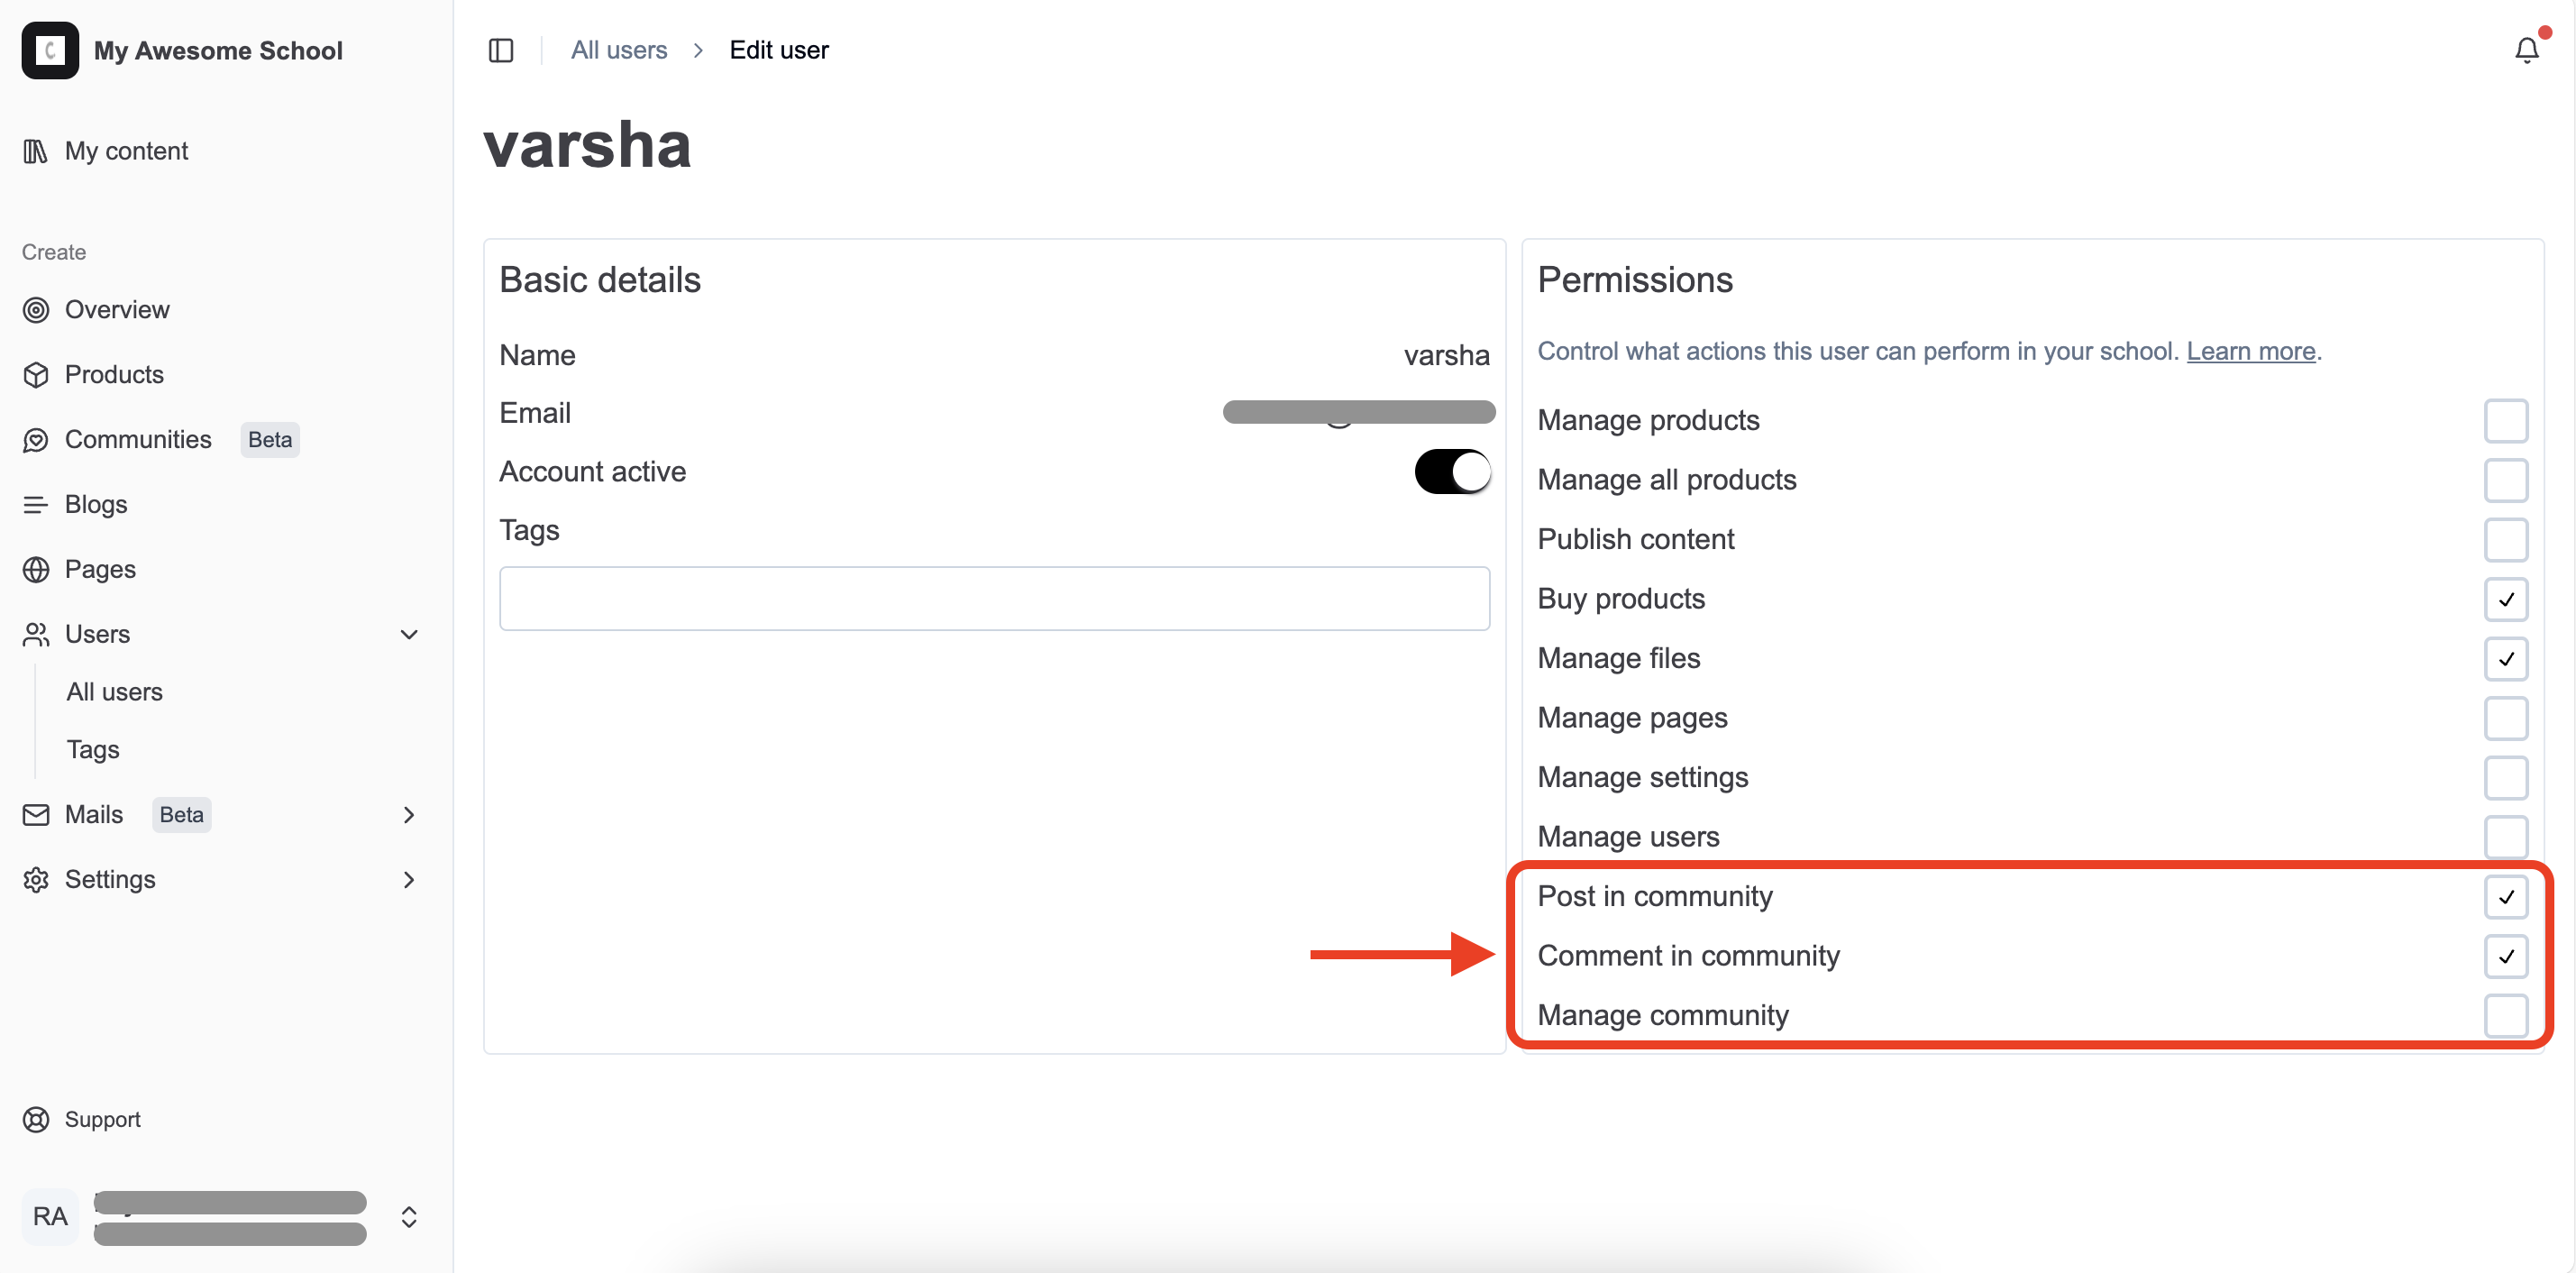 My Awesome School
My content
Create
Overview
Products
Communities Beta
Blogs
Pages
Users
All users
Tags
Mails Beta
Settings
Support
RA
All users > Edit user
varsha
Basic details
Name varsha
Email
Account active
Tags
Permissions
Control what actions this user can perform in your school. Learn more.
Manage products
Manage all products
Publish content
Buy products
Manage files
Manage pages
Manage settings
Manage users
Post in community
Comment in community
Manage community